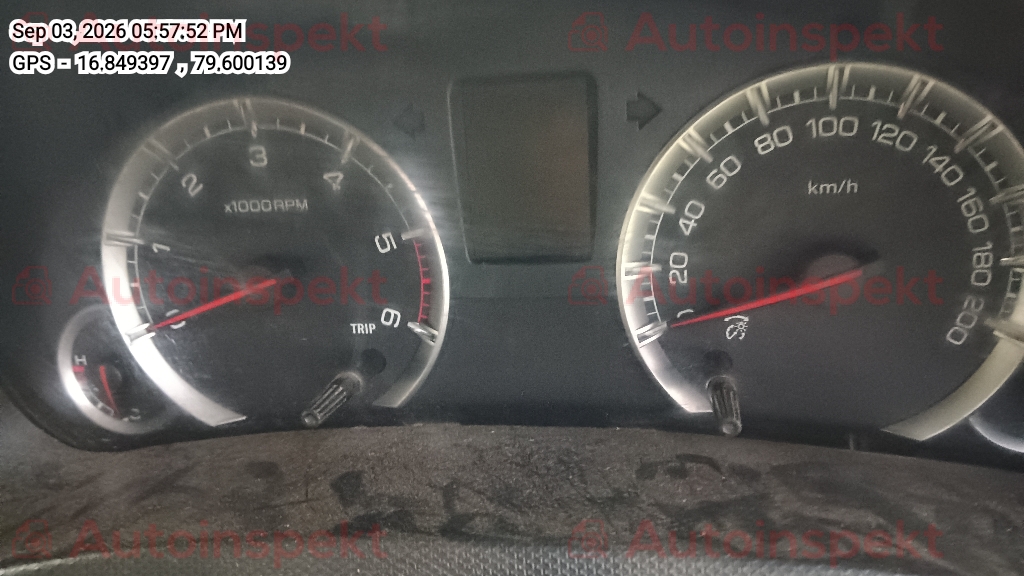 Sep 03, 2026 05:57:52 PM
GPS - 16.849397 , 79.600139
Autoinspekt Autoinspekt
0 1 2 3 4 5 6
x1000RPM
TRIP
H C
20 40 60 80 100 120 140 160 180 200
km/h
Autoinspekt Autoinspekt
Autoinspekt Autoinspekt